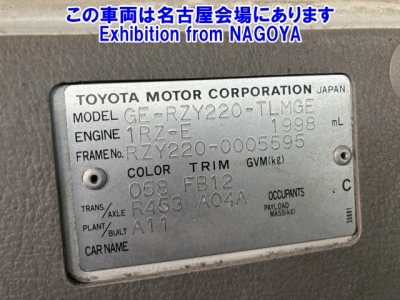 この車両は名古屋会場にあります
Exhibition from NAGOYA
TOYOTA MOTOR CORPORATION JAPAN
MODEL GE-RZY220-TLMGE
ENGINE 1RZ-E 1998 mL
FRAME No. RZY220-0005595
COLOR TRIM GVM(kg)
058 FB12
TRANS/AXLE R453 A04A OCCUPANTS PAYLOAD MASS(kg) C
PLANT/BUILT A11
CAR NAME